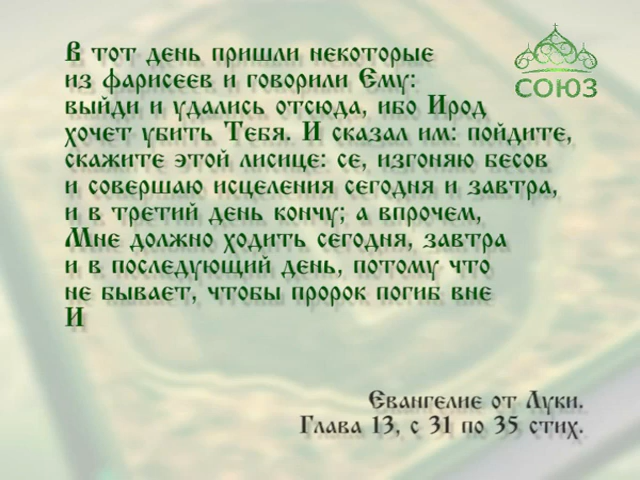 СОЮЗ
В тот день пришли некоторые
из фарисеев и говорили Ему:
выйди и удались отсюда, ибо Ирод
хочет убить Тебя. И сказал им: пойдите,
скажите этой лисице: се, изгоняю бесов
и совершаю исцеления сегодня и завтра,
и в третий день кончу; а впрочем,
Мне должно ходить сегодня, завтра
и в последующий день, потому что
не бывает, чтобы пророк погиб вне
И
Евангелие от Луки.
Глава 13, с 31 по 35 стих.